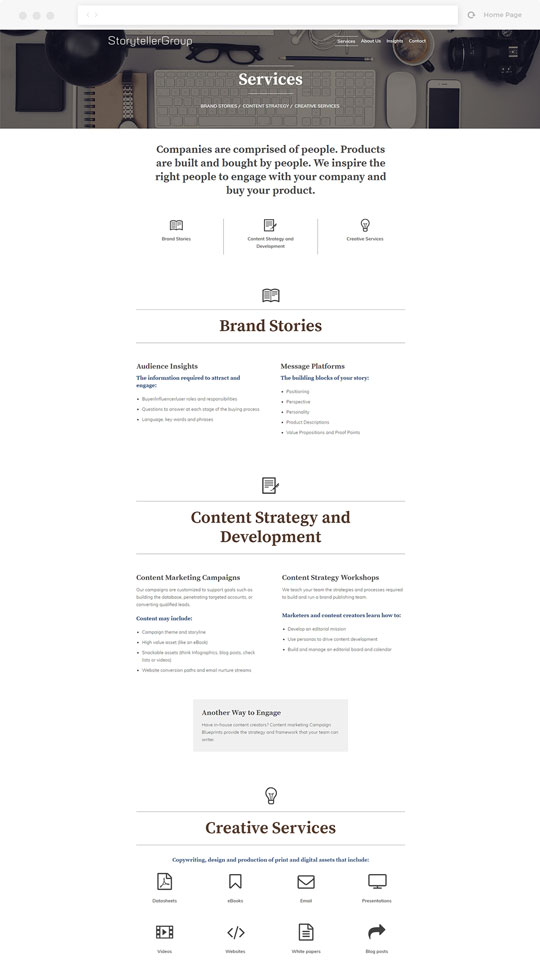 Home Page
StorytellerGroup
Services
About Us
Insights
Contact
Services
BRAND STORIES / CONTENT STRATEGY / CREATIVE SERVICES
Companies are comprised of people. Products
are built and bought by people. We inspire the
right people to engage with your company and
buy your product.
Brand Stories
Content Strategy and
Development
Creative Services
Brand Stories
Audience Insights
The information required to attract and
engage:
Buyer/influencer/user roles and responsibilities
Questions to answer at each stage of the buying process
Language, key words and phrases
Message Platforms
The building blocks of your story:
Positioning
Perspective
Personality
Product Descriptions
Value Propositions and Proof Points
Content Strategy and
Development
Content Marketing Campaigns
Our campaigns are customized to support goals such as
building the database, penetrating targeted accounts, or
converting qualified leads.
Content may include:
Campaign theme and storyline
High value asset (like an eBook)
Snackable assets (think infographics, blog posts, check
lists or videos)
Website conversion paths and email nurture streams
Content Strategy Workshops
We teach your team the strategies and processes required
to build and run a brand publishing team.
Marketers and content creators learn how to:
Develop an editorial mission
Use personas to drive content development
Build and manage an editorial board and calendar
Another Way to Engage
Have in-house content creators? Content marketing Campaign
Blueprints provide the strategy and framework that your team can
writer.
Creative Services
Copywriting, design and production of print and digital assets that include:
Datasheets
eBooks
Email
Presentations
Videos
Websites
White papers
Blog posts